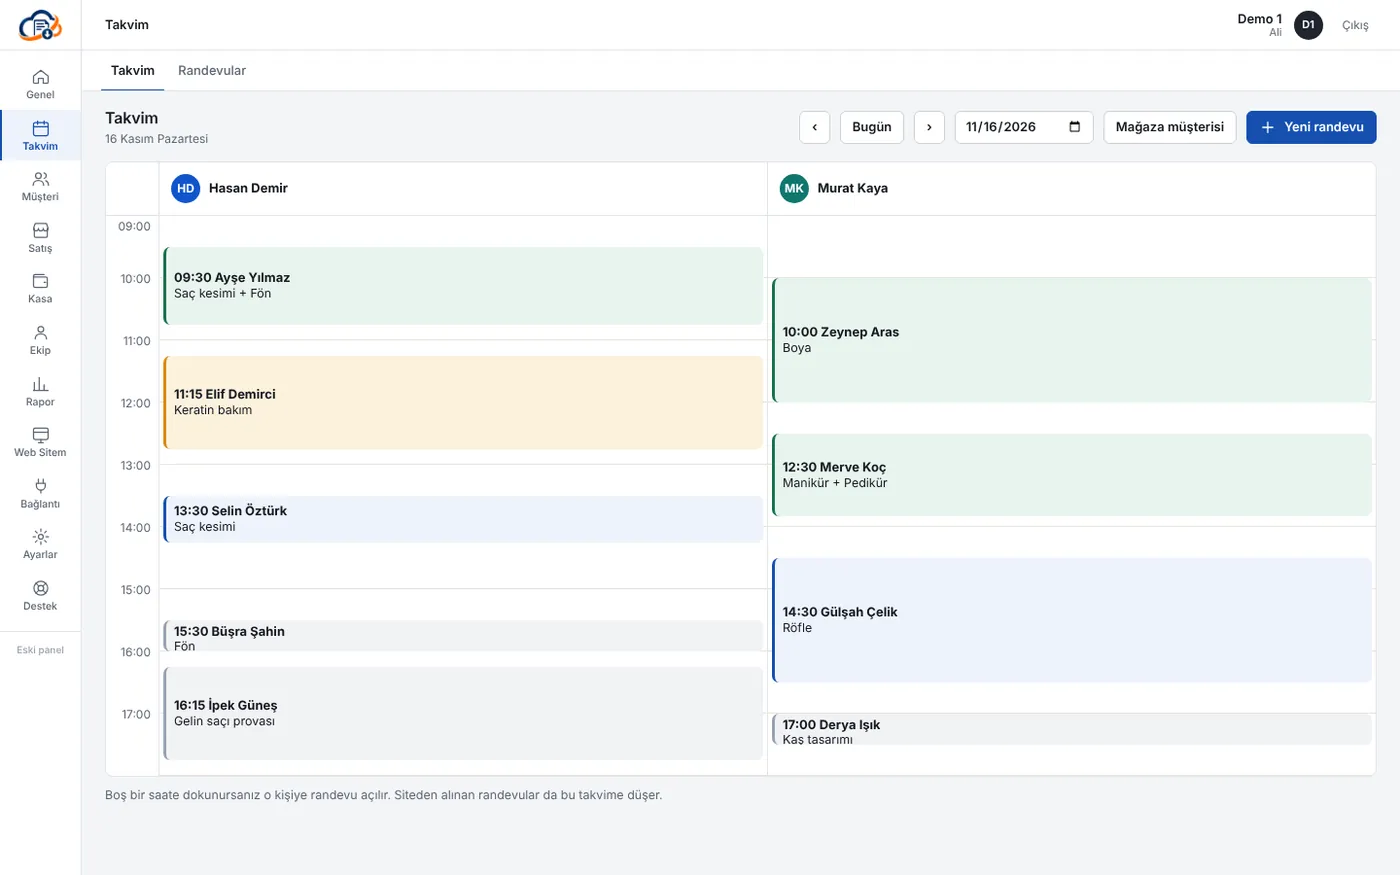 Takvim
Demo 1
Ali
D1
Çıkış
Genel
Takvim
Müşteri
Satış
Kasa
Ekip
Rapor
Web Sitem
Bağlantı
Ayarlar
Destek
Eski panel
Takvim
Randevular
Takvim
16 Kasım Pazartesi
‹
Bugün
›
11/16/2026
Mağaza müşterisi
+ Yeni randevu
HD Hasan Demir
MK Murat Kaya
09:00
10:00
11:00
12:00
13:00
14:00
15:00
16:00
17:00
09:30 Ayşe Yılmaz
Saç kesimi + Fön
11:15 Elif Demirci
Keratin bakım
13:30 Selin Öztürk
Saç kesimi
15:30 Büşra Şahin
Fön
16:15 İpek Güneş
Gelin saçı provası
10:00 Zeynep Aras
Boya
12:30 Merve Koç
Manikür + Pedikür
14:30 Gülşah Çelik
Röfle
17:00 Derya Işık
Kaş tasarımı
Boş bir saate dokunursanız o kişiye randevu açılır. Siteden alınan randevular da bu takvime düşer.